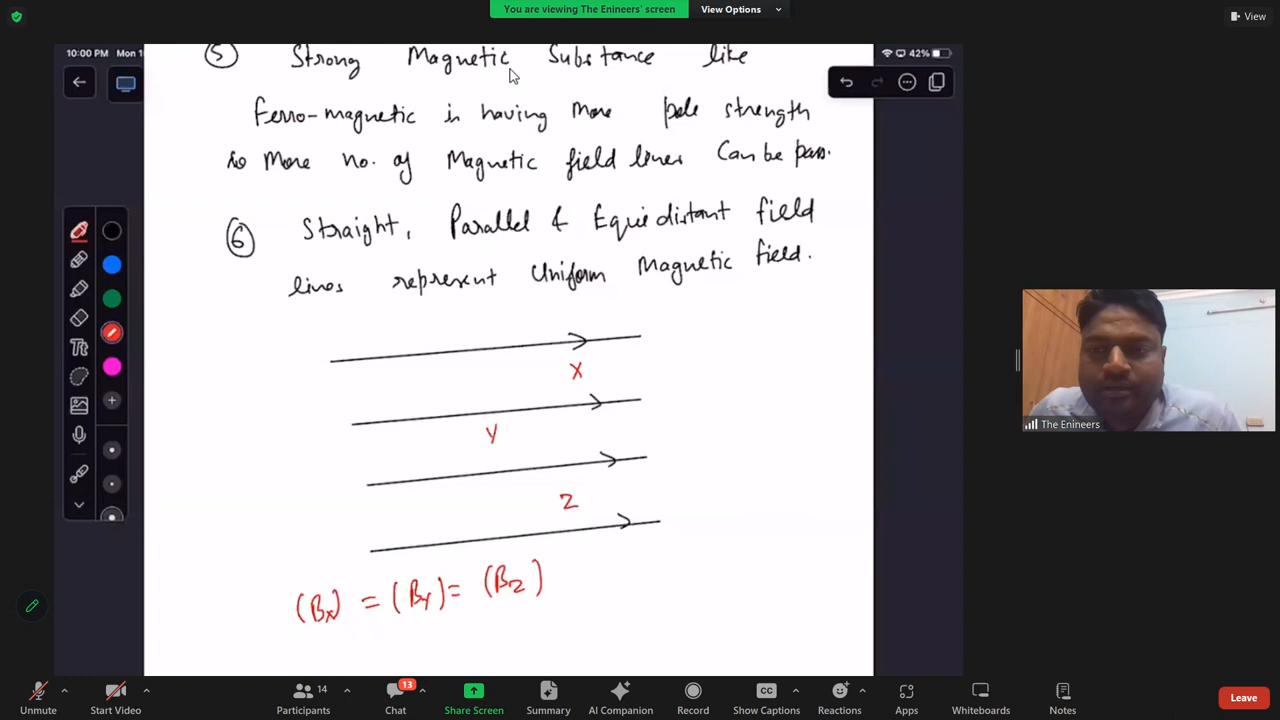 You are viewing The Enineers' screen
View Options
View
10:00 PM Mon 1
42%
(5) Strong Magnetic Substance like
Ferro-magnetic is having more pole strength
so More no. of Magnetic field lines Can be pass.
(6) Straight, Parallel & Equidistant field
lines represent Uniform Magnetic field.
X
Y
Z
(Bx) = (By) = (Bz)
Tt
The Enineers
Unmute
Start Video
14
Participants
13
Chat
Share Screen
Summary
AI Companion
Record
CC
Show Captions
Reactions
Apps
Whiteboards
Notes
Leave